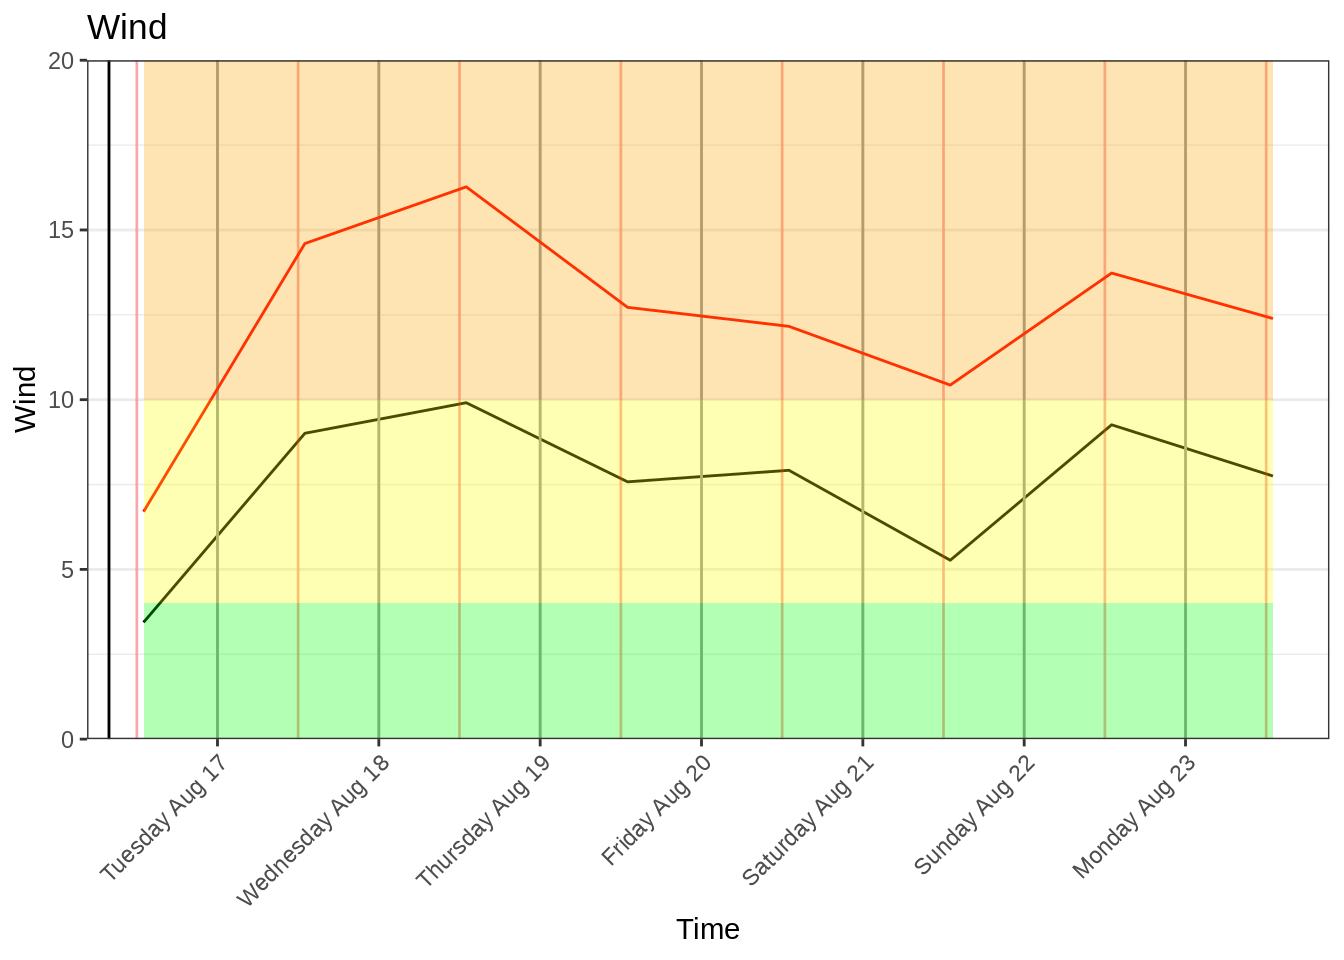 Wind
Wind
20
15
10
5
0
Tuesday Aug 17
Wednesday Aug 18
Thursday Aug 19
Friday Aug 20
Saturday Aug 21
Sunday Aug 22
Monday Aug 23
Time